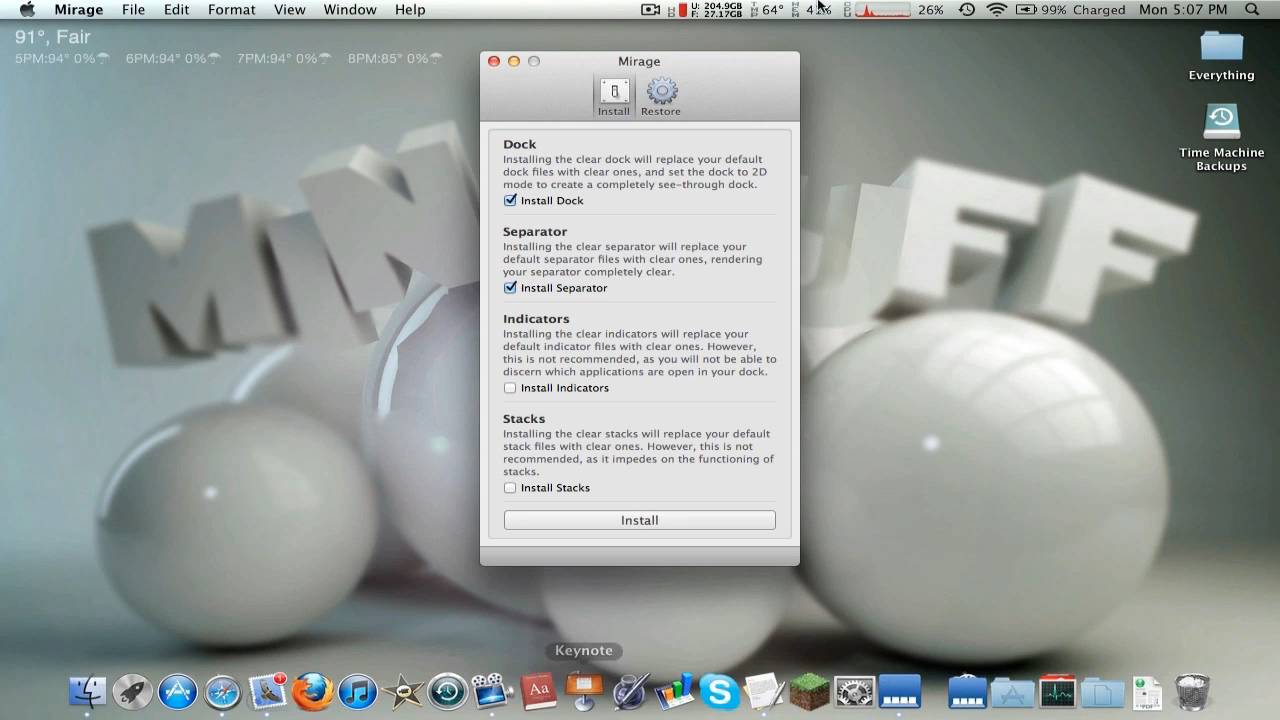 Mirage File Edit Format View Window Help
U: 204.9GB
F: 27.17GB
64°
26%
99% Charged Mon 5:07 PM
91°, Fair
5PM:94° 0% 6PM:94° 0% 7PM:94° 0% 8PM:85° 0%
Everything
Time Machine
Backups
Mirage
Install Restore
Dock
Installing the clear dock will replace your default
dock files with clear ones, and set the dock to 2D
mode to create a completely see-through dock.
Install Dock
Separator
Installing the clear separator will replace your
default separator files with clear ones, rendering
your separator completely clear.
Install Separator
Indicators
Installing the clear indicators will replace your
default indicator files with clear ones. However,
this is not recommended, as you will not be able to
discern which applications are open in your dock.
Install Indicators
Stacks
Installing the clear stacks will replace your default
stack files with clear ones. However, this is not
recommended, as it impedes on the functioning of
stacks.
Install Stacks
Install
Keynote
Aa
1